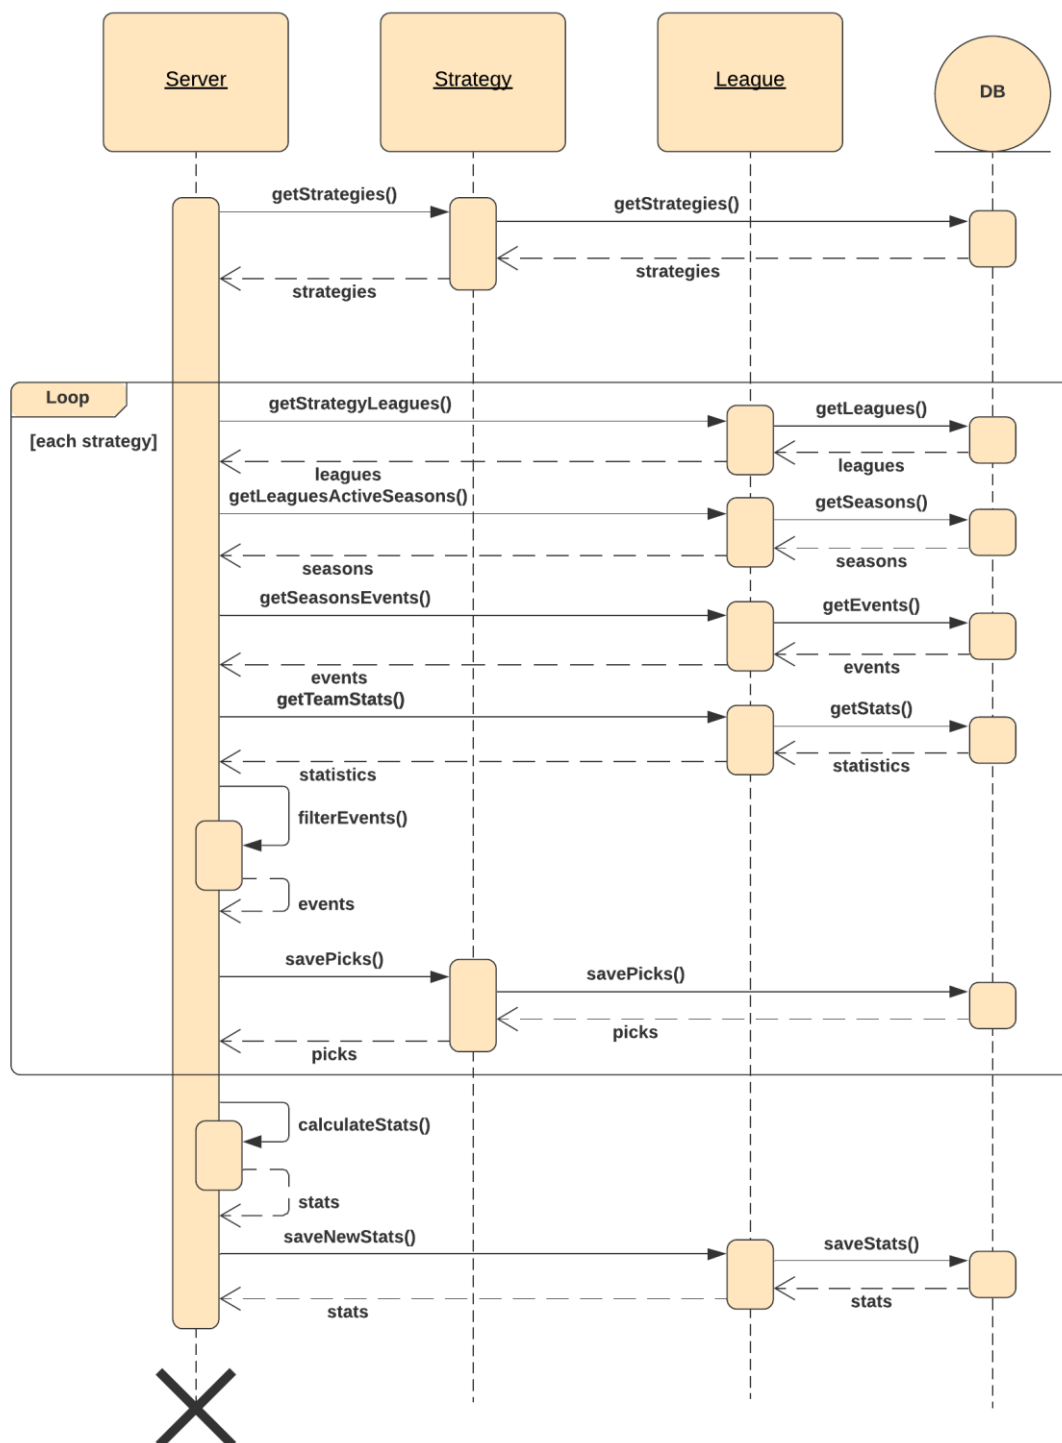 Server
Strategy
League
DB
getStrategies()
getStrategies()
strategies
strategies
Loop
[each strategy]
getStrategyLeagues()
getLeagues()
leagues
leagues
getLeaguesActiveSeasons()
getSeasons()
seasons
seasons
getSeasonsEvents()
getEvents()
events
events
getTeamStats()
getStats()
statistics
statistics
filterEvents()
events
savePicks()
savePicks()
picks
picks
calculateStats()
stats
saveNewStats()
saveStats()
stats
stats